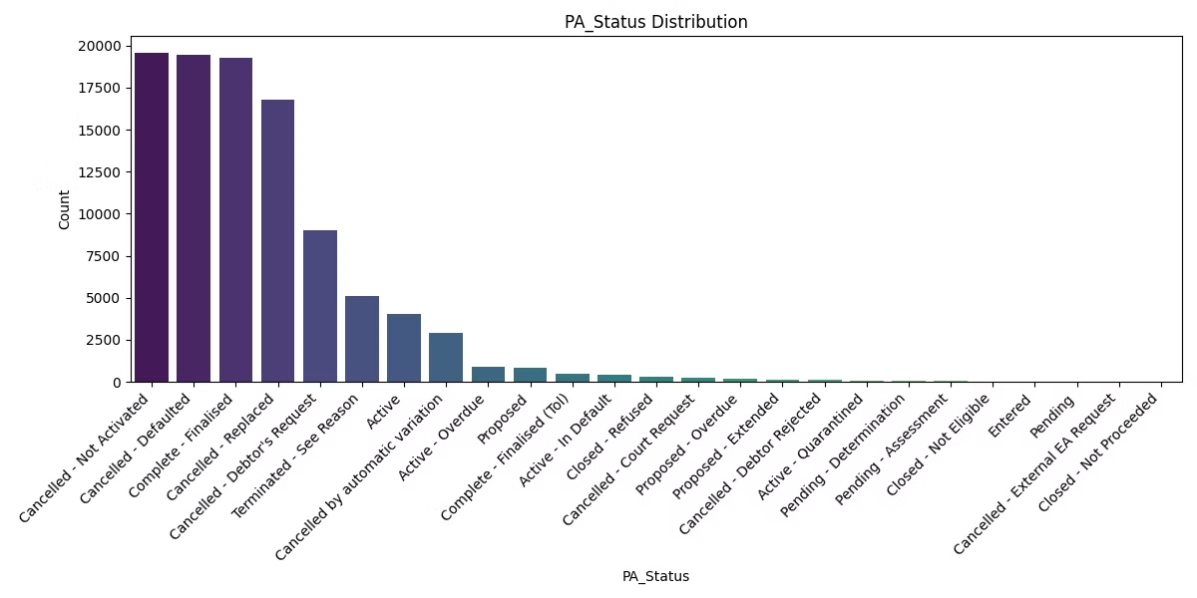 PA_Status Distribution
20000
17500
15000
12500
10000
7500
5000
2500
0
Count
Cancelled - Not Activated
Cancelled - Defaulted
Complete - Finalised
Cancelled - Replaced
Cancelled - Debtor's Request
Terminated - See Reason
Active
Cancelled by automatic variation
Active - Overdue
Proposed
Complete - Finalised (ToI)
Active - In Default
Closed - Refused
Cancelled - Court Request
Proposed - Overdue
Proposed - Extended
Cancelled - Debtor Rejected
Active - Quarantined
Pending - Determination
Pending - Assessment
Closed - Not Eligible
Entered
Pending
Cancelled - External EA Request
Closed - Not Proceeded
PA_Status